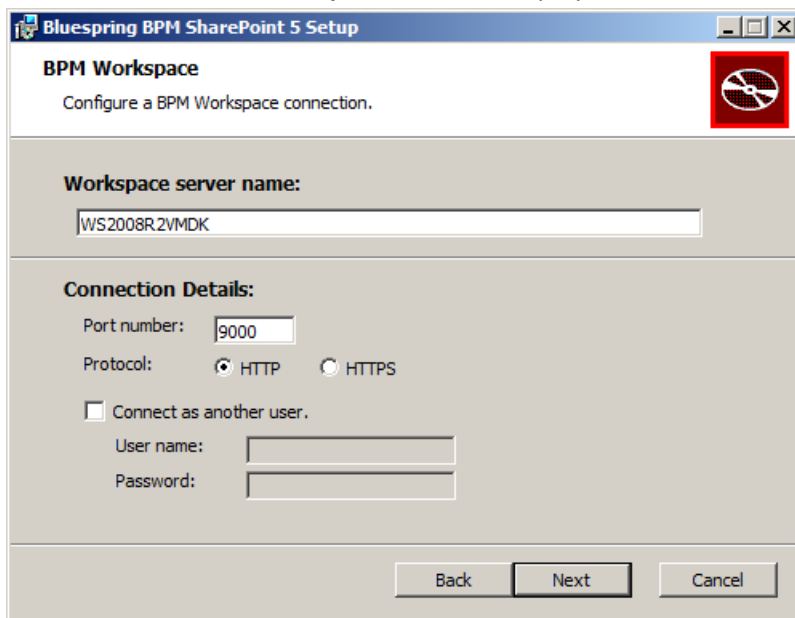 Bluespring BPM SharePoint 5 Setup
BPM Workspace
Configure a BPM Workspace connection.
Workspace server name:
WS2008R2VMDK
Connection Details:
Port number: 9000
Protocol: HTTP HTTPS
Connect as another user.
User name:
Password:
Back Next Cancel